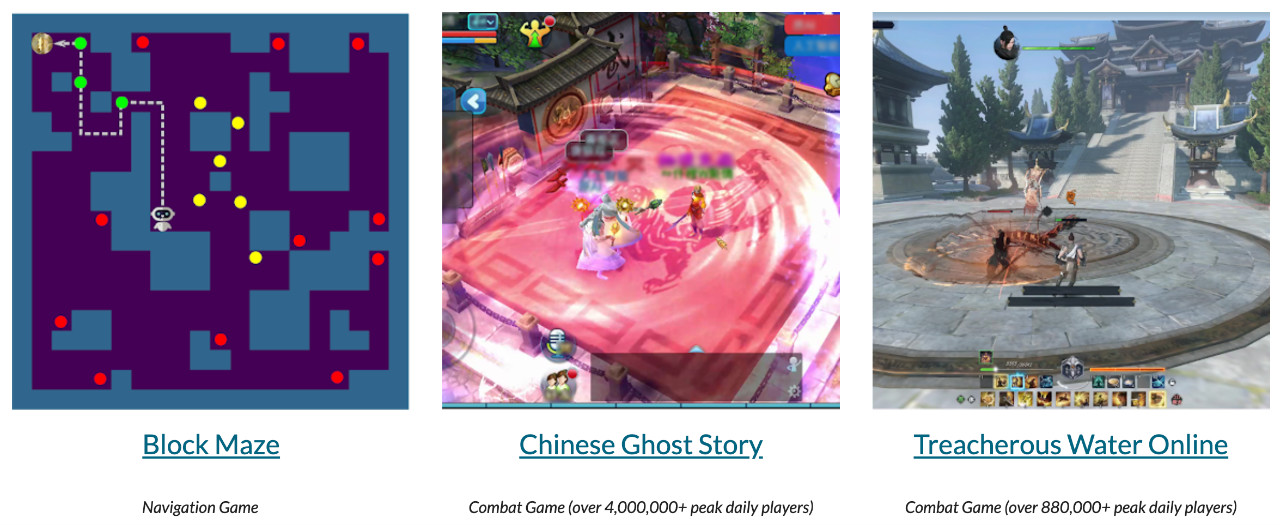 武
Block Maze
Chinese Ghost Story
Treacherous Water Online
Navigation Game
Combat Game (over 4,000,000+ peak daily players)
Combat Game (over 880,000+ peak daily players)